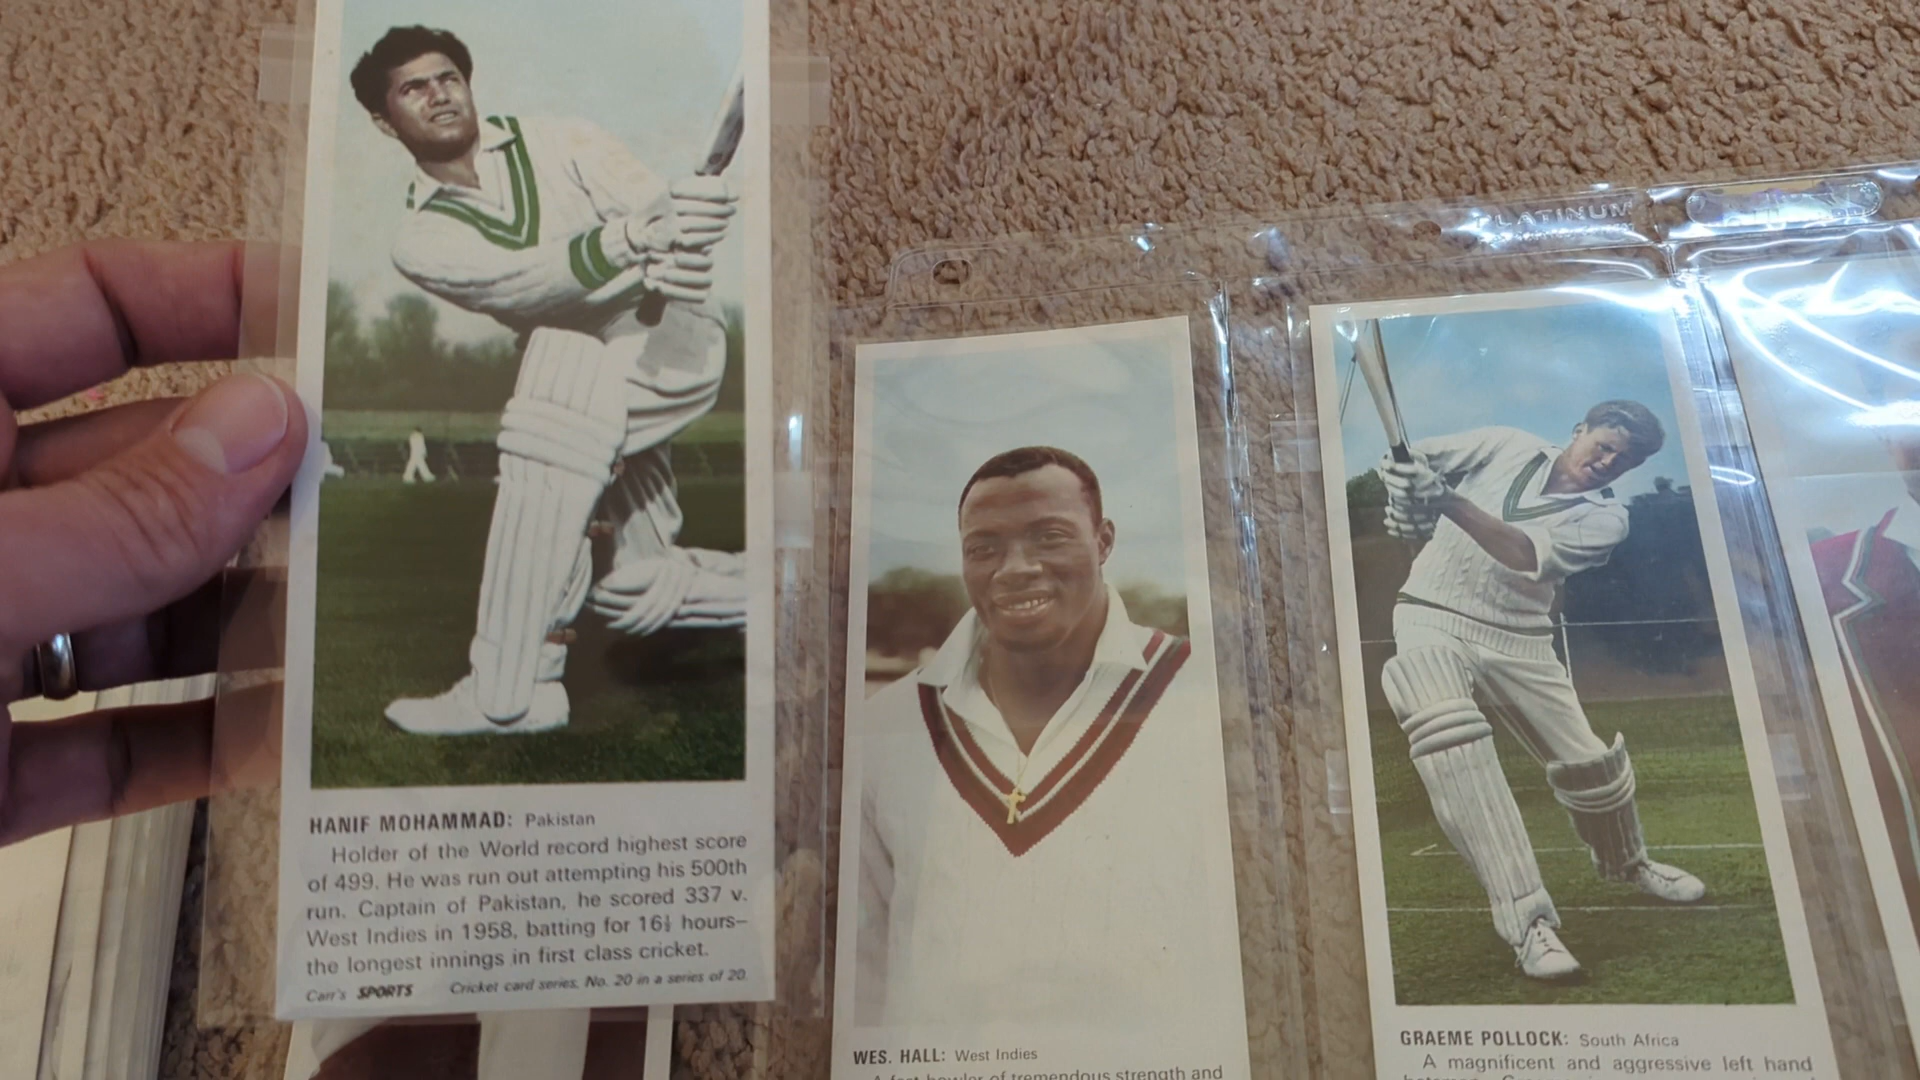 HANIF MOHAMMAD: Pakistan
Holder of the World record highest score
of 499. He was run out attempting his 500th
run. Captain of Pakistan, he scored 337 v.
West Indies in 1958, batting for 16½ hours—
the longest innings in first class cricket.
Carr's SPORTS Cricket card series, No. 20 in a series of 20.
PLATINUM
WES. HALL: West Indies
A fast bowler of tremendous strength and
GRAEME POLLOCK: South Africa
A magnificent and aggressive left hand